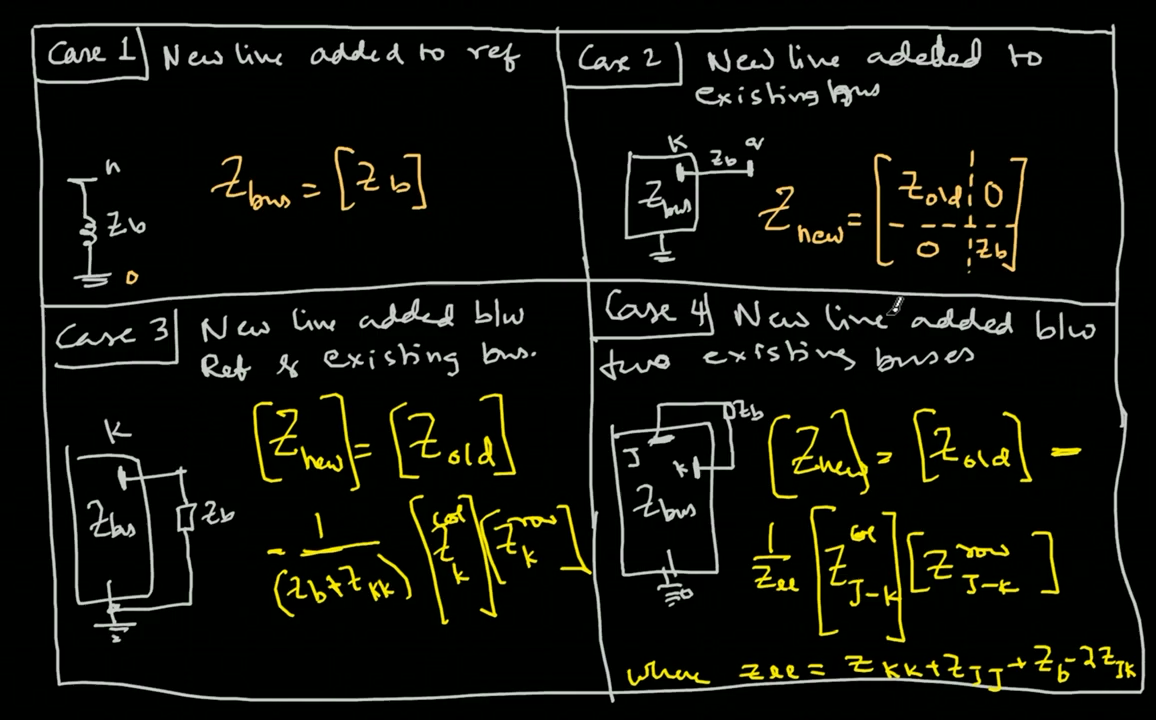 Case 1 New line added to ref
n
Zb
0
Zbus = [Zb]
Case 2 New line added to
existing bus
K Zb q
Zbus
Znew = [Zold 0
0 Zb]
Case 3 New line added b/w
Ref & existing bus.
K
Zbus
Zb
[Znew] = [Zold]
- 1/(Zb+ZKK) [Z col K][Z row K]
Case 4 New line added b/w
two existing buses
Zb
J
K
Zbus
0
[Znew] = [Zold] -
1/Zll [Z col J-K][Z row J-K]
where Zll = ZKK+ZJJ+Zb-2ZJK